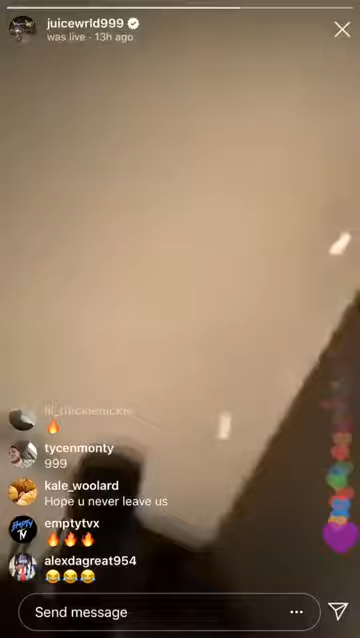 juicewrld999
was live · 13h ago
🔥
tycenmonty
999
kale_woolard
Hope u never leave us
emptytvx
🔥🔥🔥
alexdagreat954
😂😂😂
Send message